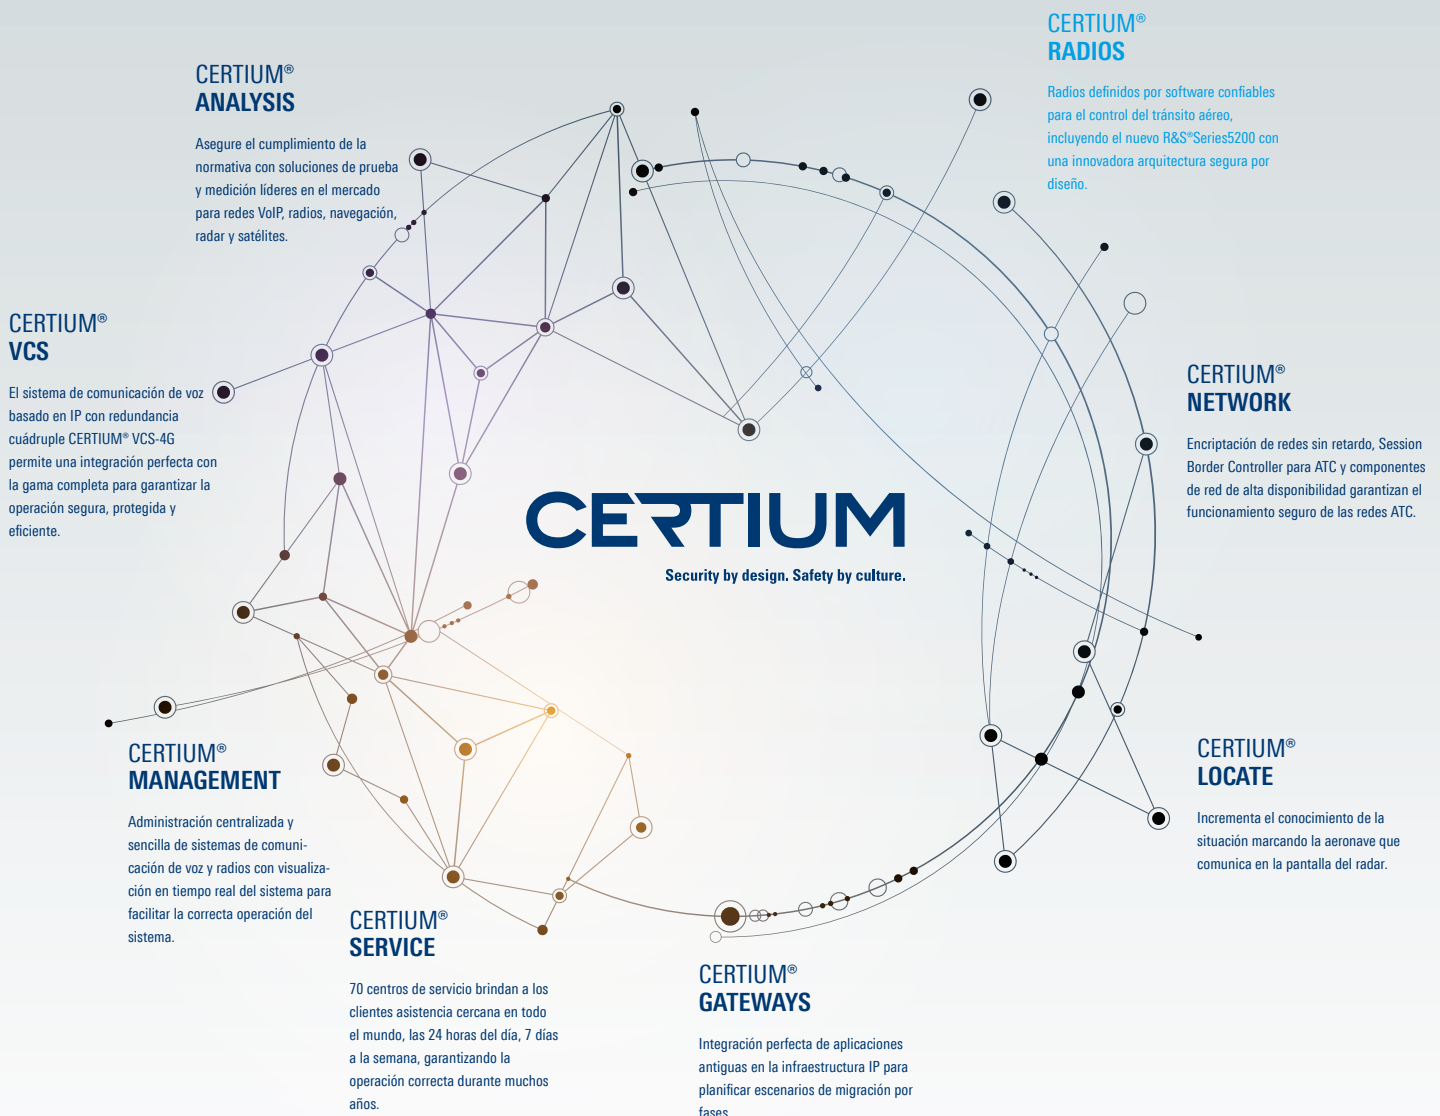 CERTIUM®
RADIOS
Radios definidos por software confiables
para el control del tránsito aéreo,
incluyendo el nuevo R&S®Series5200 con
una innovadora arquitectura segura por
diseño.
CERTIUM®
ANALYSIS
Asegure el cumplimiento de la
normativa con soluciones de prueba
y medición líderes en el mercado
para redes VoIP, radios, navegación,
radar y satélites.
CERTIUM®
VCS
El sistema de comunicación de voz
basado en IP con redundancia
cuádruple CERTIUM® VCS-4G
permite una integración perfecta con
la gama completa para garantizar la
operación segura, protegida y
eficiente.
CERTIUM®
NETWORK
Encriptación de redes sin retardo, Session
Border Controller para ATC y componentes
de red de alta disponibilidad garantizan el
funcionamiento seguro de las redes ATC.
CERTIUM
Security by design. Safety by culture.
CERTIUM®
MANAGEMENT
Administración centralizada y
sencilla de sistemas de comuni-
cación de voz y radios con visualiza-
ción en tiempo real del sistema para
facilitar la correcta operación del
sistema.
CERTIUM®
LOCATE
Incrementa el conocimiento de la
situación marcando la aeronave que
comunica en la pantalla del radar.
CERTIUM®
SERVICE
70 centros de servicio brindan a los
clientes asistencia cercana en todo
el mundo, las 24 horas del día, 7 días
a la semana, garantizando la
operación correcta durante muchos
años.
CERTIUM®
GATEWAYS
Integración perfecta de aplicaciones
antiguas en la infraestructura IP para
planificar escenarios de migración por
fases